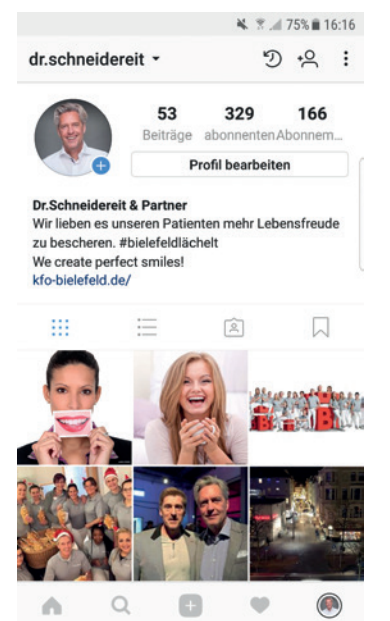 75% 16:16
dr.schneidereit
53 329 166
Beiträge abonnenten Abonnem...
Profil bearbeiten
Dr.Schneidereit & Partner
Wir lieben es unseren Patienten mehr Lebensfreude
zu bescheren. #bielefeldlächelt
We create perfect smiles!
kfo-bielefeld.de/